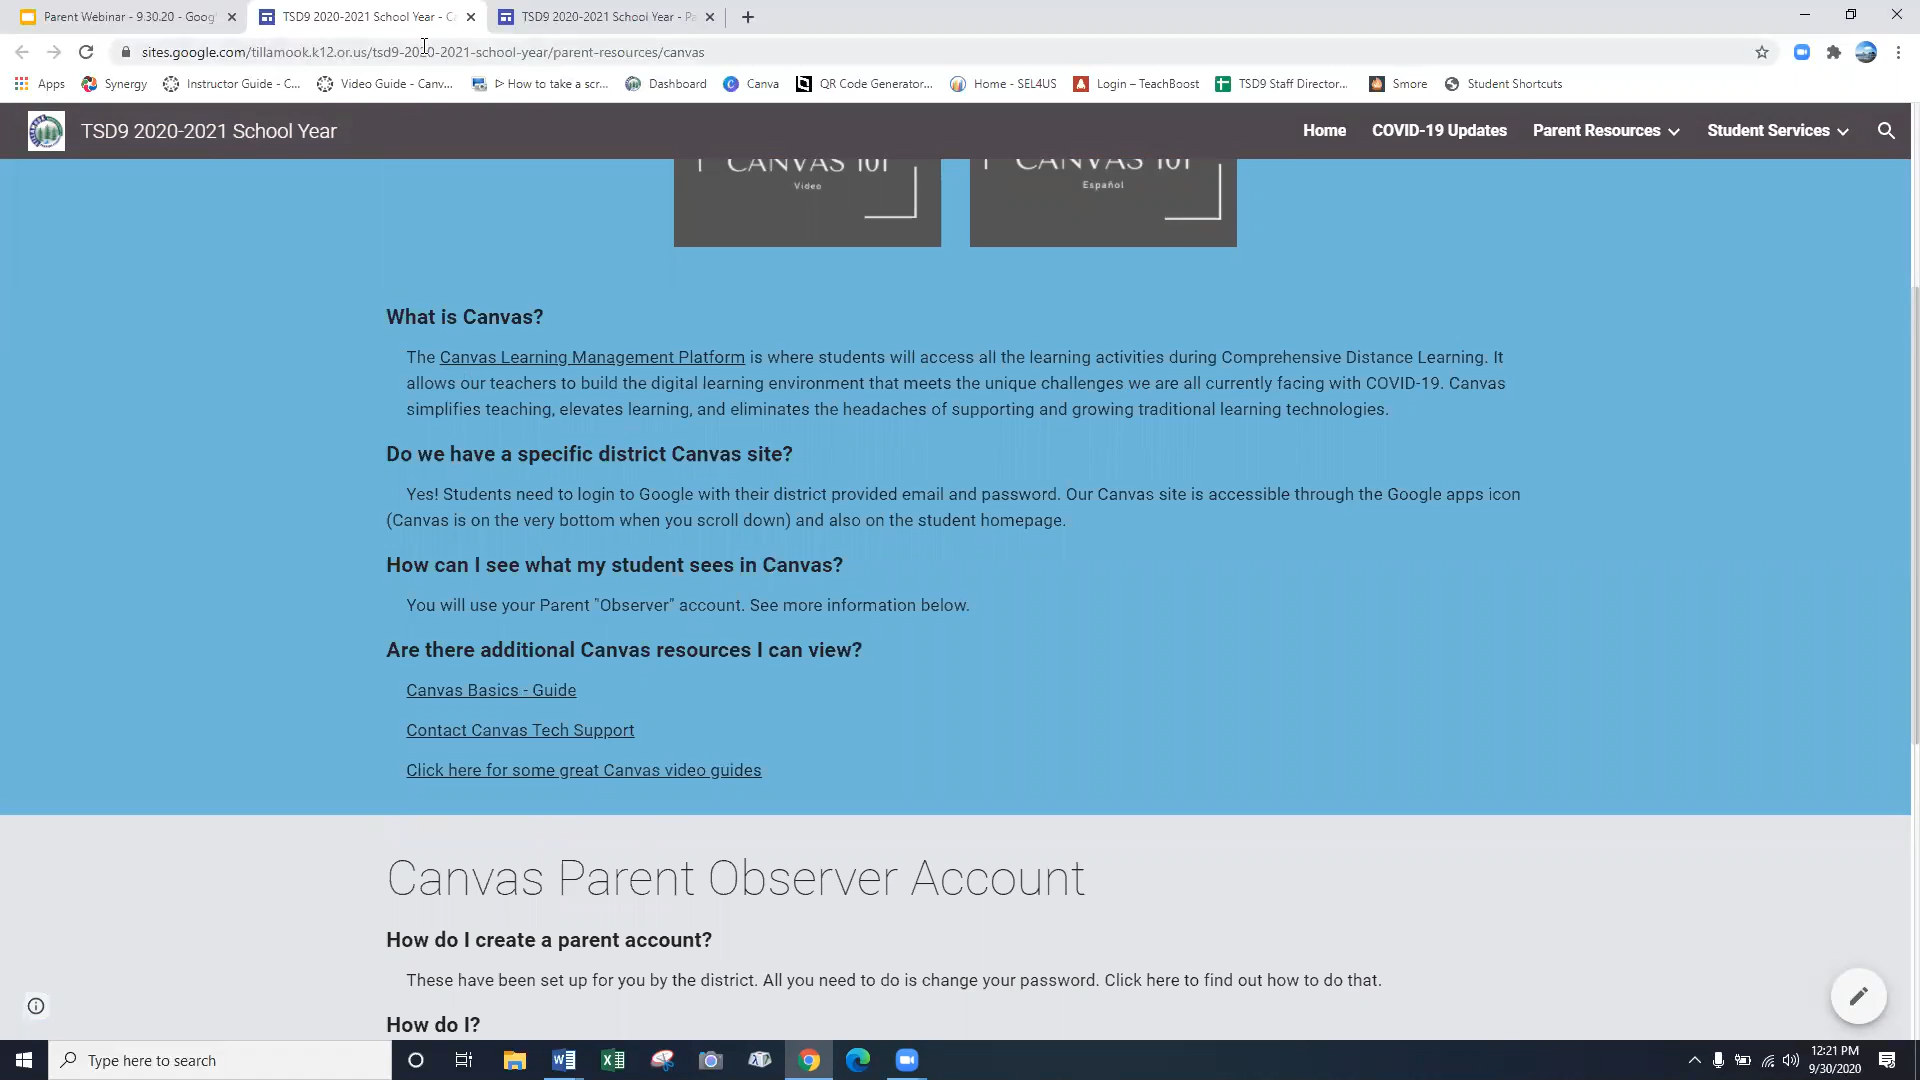 Parent Webinar - 9.30.20 - Goog
TSD9 2020-2021 School Year - Ca
TSD9 2020-2021 School Year - Pa
sites.google.com/tillamook.k12.or.us/tsd9-2020-2021-school-year/parent-resources/canvas
Apps Synergy Instructor Guide - C... Video Guide - Canv... ▷ How to take a scr... Dashboard Canva QR Code Generator... Home - SEL4US Login – TeachBoost TSD9 Staff Director... Smore Student Shortcuts
TSD9 2020-2021 School Year Home COVID-19 Updates Parent Resources Student Services
CANVAS 101 CANVAS 101
Video Español
What is Canvas?
The Canvas Learning Management Platform is where students will access all the learning activities during Comprehensive Distance Learning. It
allows our teachers to build the digital learning environment that meets the unique challenges we are all currently facing with COVID-19. Canvas
simplifies teaching, elevates learning, and eliminates the headaches of supporting and growing traditional learning technologies.
Do we have a specific district Canvas site?
Yes! Students need to login to Google with their district provided email and password. Our Canvas site is accessible through the Google apps icon
(Canvas is on the very bottom when you scroll down) and also on the student homepage.
How can I see what my student sees in Canvas?
You will use your Parent "Observer" account. See more information below.
Are there additional Canvas resources I can view?
Canvas Basics - Guide
Contact Canvas Tech Support
Click here for some great Canvas video guides
Canvas Parent Observer Account
How do I create a parent account?
These have been set up for you by the district. All you need to do is change your password. Click here to find out how to do that.
How do I?
Type here to search
12:21 PM
9/30/2020